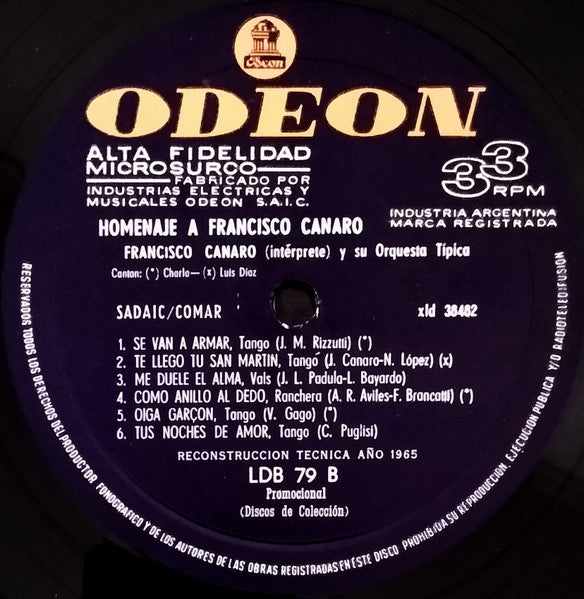 Odeon
ODEON
ALTA FIDELIDAD
MICROSURCO
FABRICADO POR
INDUSTRIAS ELECTRICAS Y
MUSICALES ODEON S.A.I.C.
33
RPM
INDUSTRIA ARGENTINA
MARCA REGISTRADA
HOMENAJE A FRANCISCO CANARO
FRANCISCO CANARO (intérprete) y su Orquesta Típica
Cantan: (*) Charlo-(x) Luis Díaz
SADAIC/COMAR xld 38482
1. SE VAN A ARMAR, Tango (J. M. Rizzutti) (*)
2. TE LLEGO TU SAN MARTIN, Tango (J. Canaro-N. López) (x)
3. ME DUELE EL ALMA, Vals (J. L. Padula-L. Bayardo)
4. COMO ANILLO AL DEDO, Ranchera (A. R. Aviles-F. Brancatti) (*)
5. OIGA GARÇON, Tango (V. Gago) (*)
6. TUS NOCHES DE AMOR, Tango (C. Puglisi)
RECONSTRUCCION TECNICA AÑO 1965
LDB 79 B
Promocional
(Discos de Colección)
RESERVADOS TODOS LOS DERECHOS DEL PRODUCTOR FONOGRAFICO Y DE LOS AUTORES DE LAS OBRAS REGISTRADAS EN ESTE DISCO PROHIBIDA SU REPRODUCCION, EJECUCION PUBLICA Y/O RADIOTELEDIFUSION